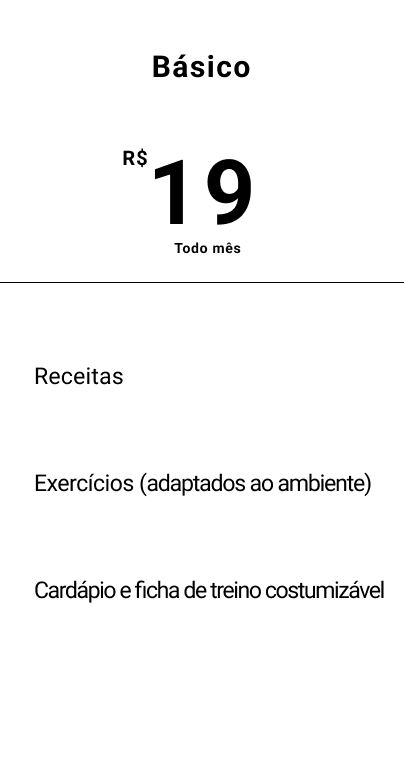 Básico
R$ 19
Todo mês
Receitas
Exercícios (adaptados ao ambiente)
Cardápio e ficha de treino costumizável